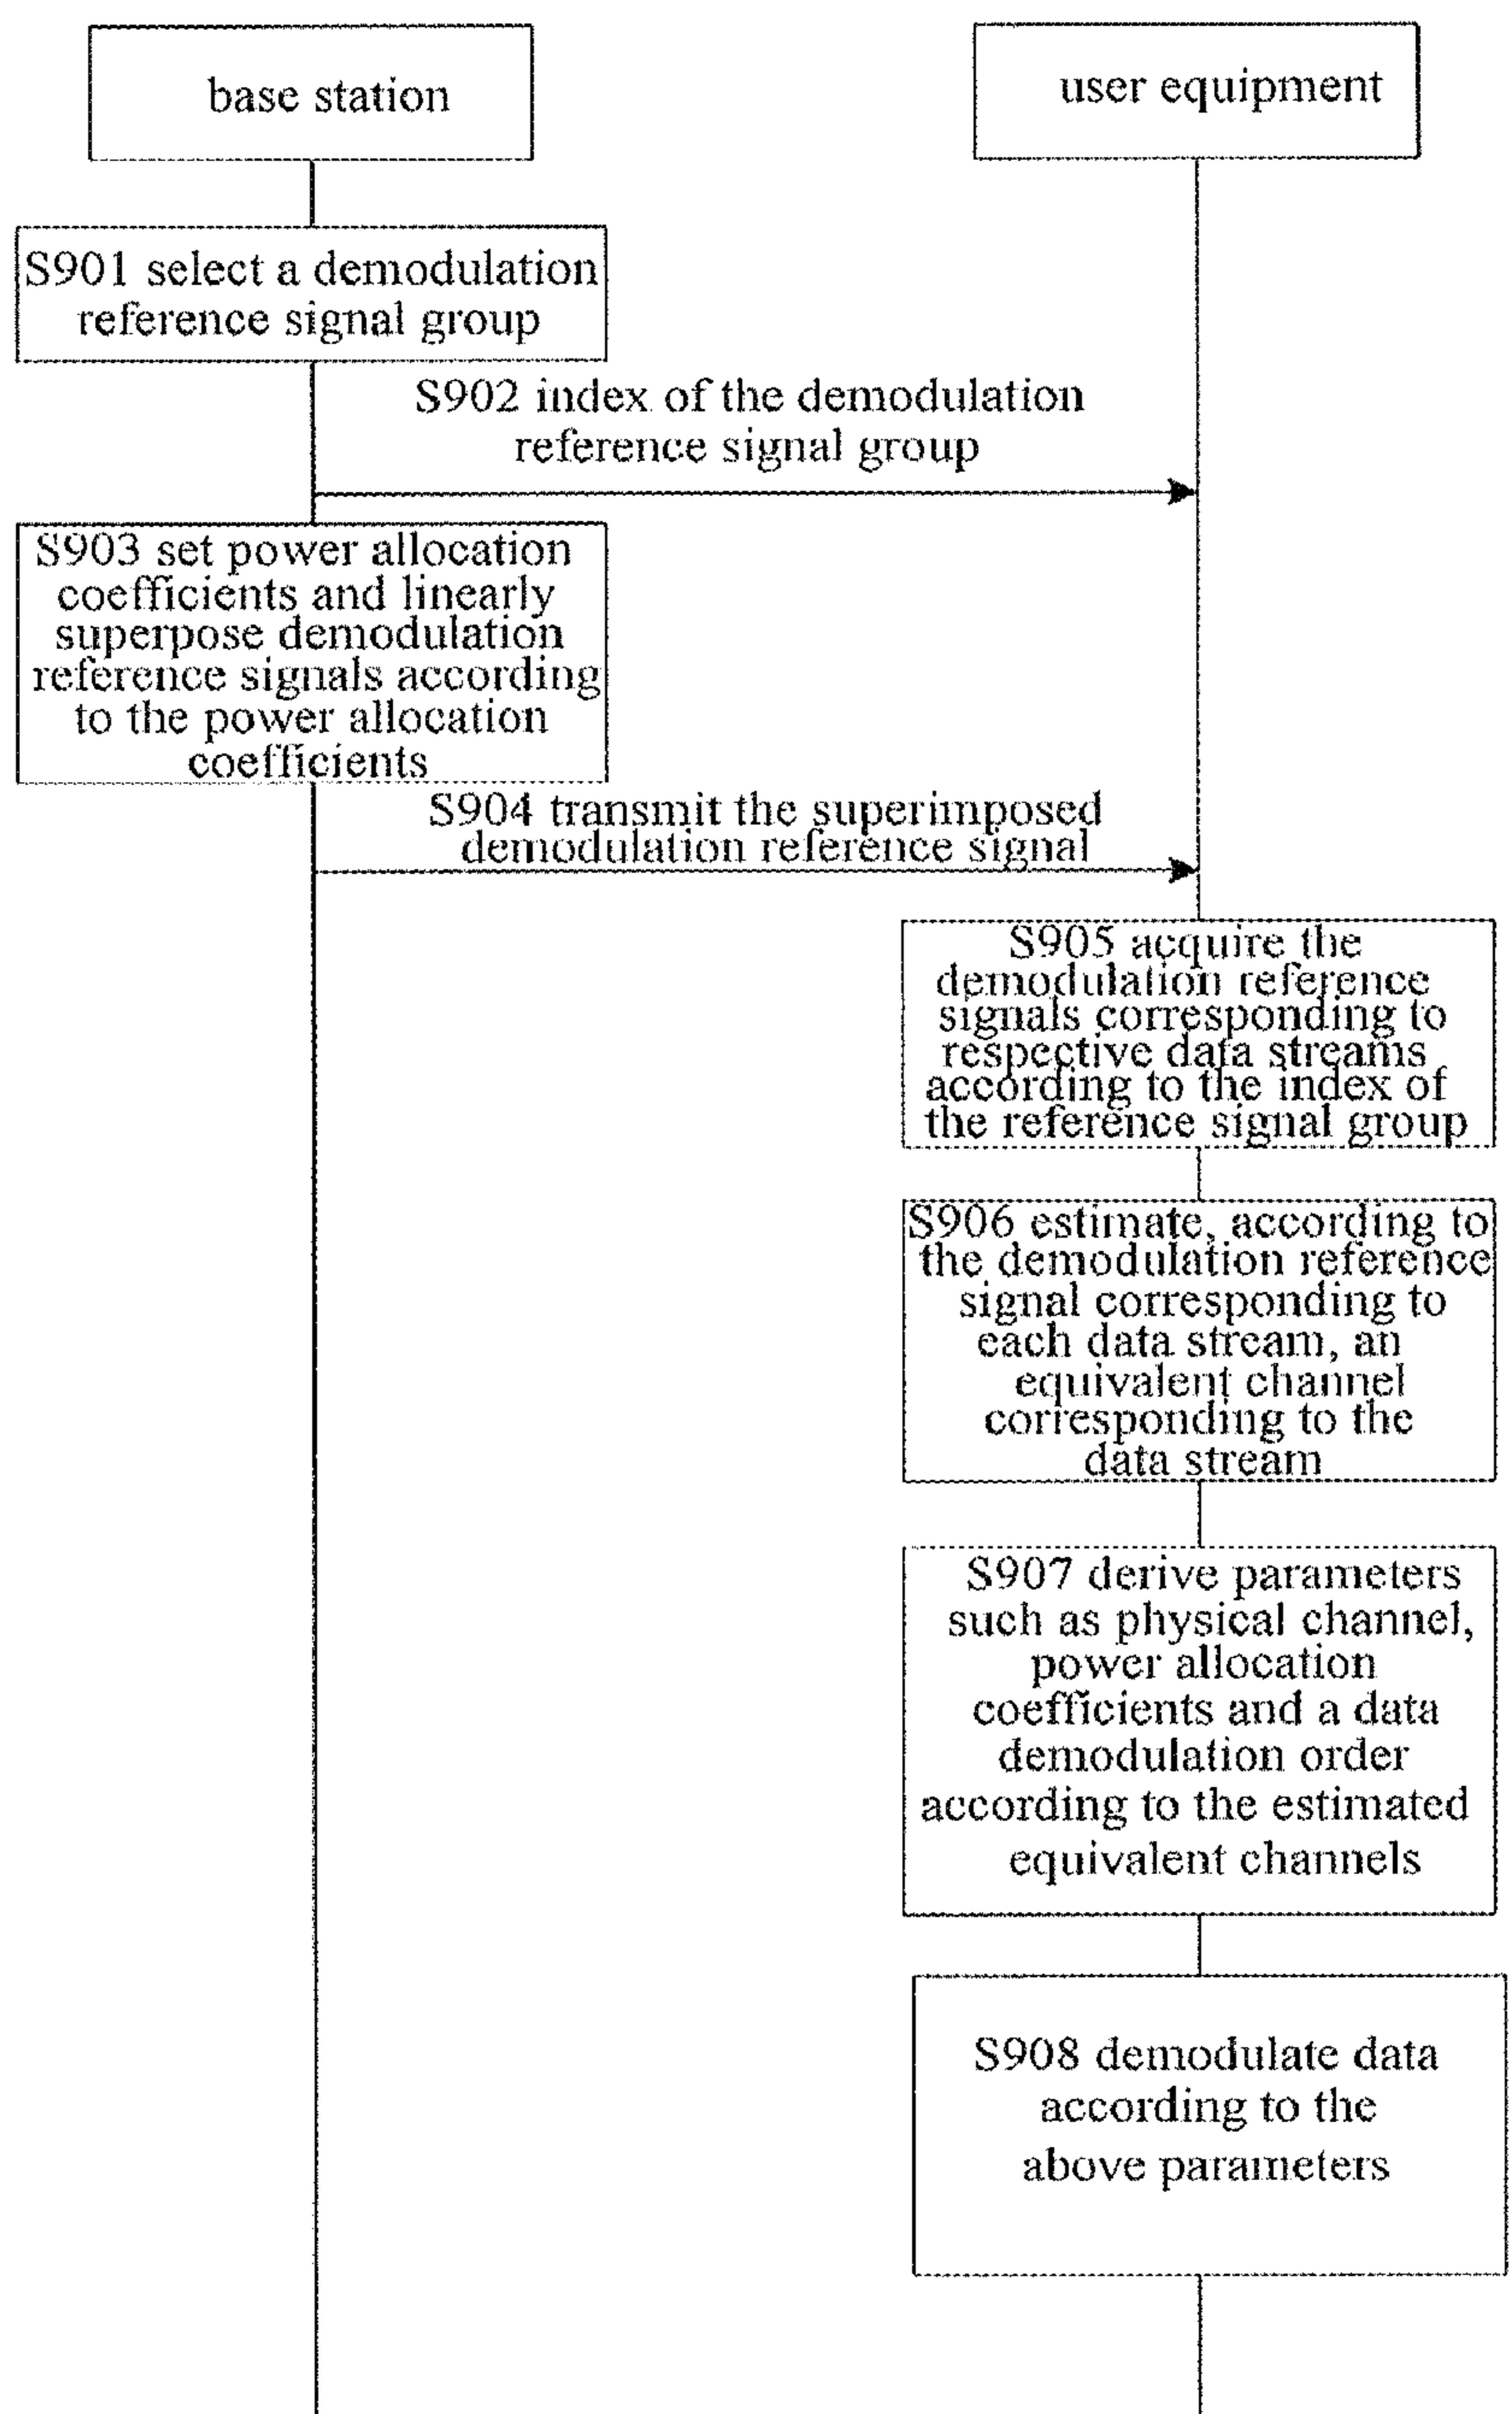 base station
user equipment
S901 select a demodulation
reference signal group
S902 index of the demodulation
reference signal group
S903 set power allocation
coefficients and linearly
superpose demodulation
reference signals according
to the power allocation
coefficients
S904 transmit the superimposed
demodulation reference signal
S905 acquire the
demodulation reference
signals corresponding to
respective data streams
according to the index of
the reference signal group
S906 estimate, according to
the demodulation reference
signal corresponding to
each data stream, an
equivalent channel
corresponding to the
data stream
S907 derive parameters
such as physical channel,
power allocation
coefficients and a data
demodulation order
according to the estimated
equivalent channels
S908 demodulate data
according to the
above parameters